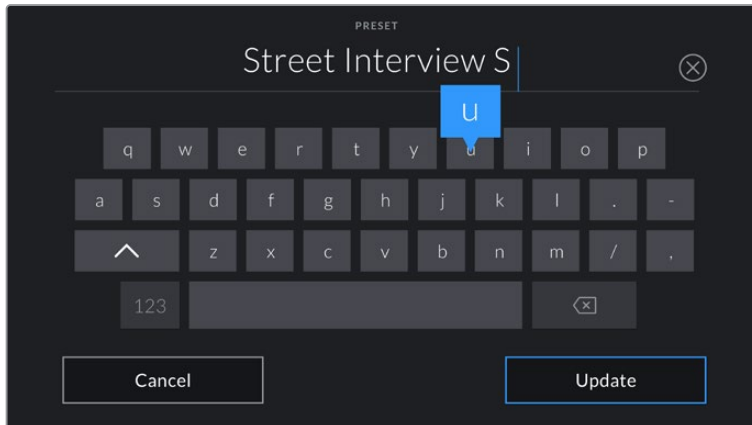 PRESET
Street Interview S
u
q w e r t y u i o p
a s d f g h j k l . -
z x c v b n m / ,
123
Cancel Update